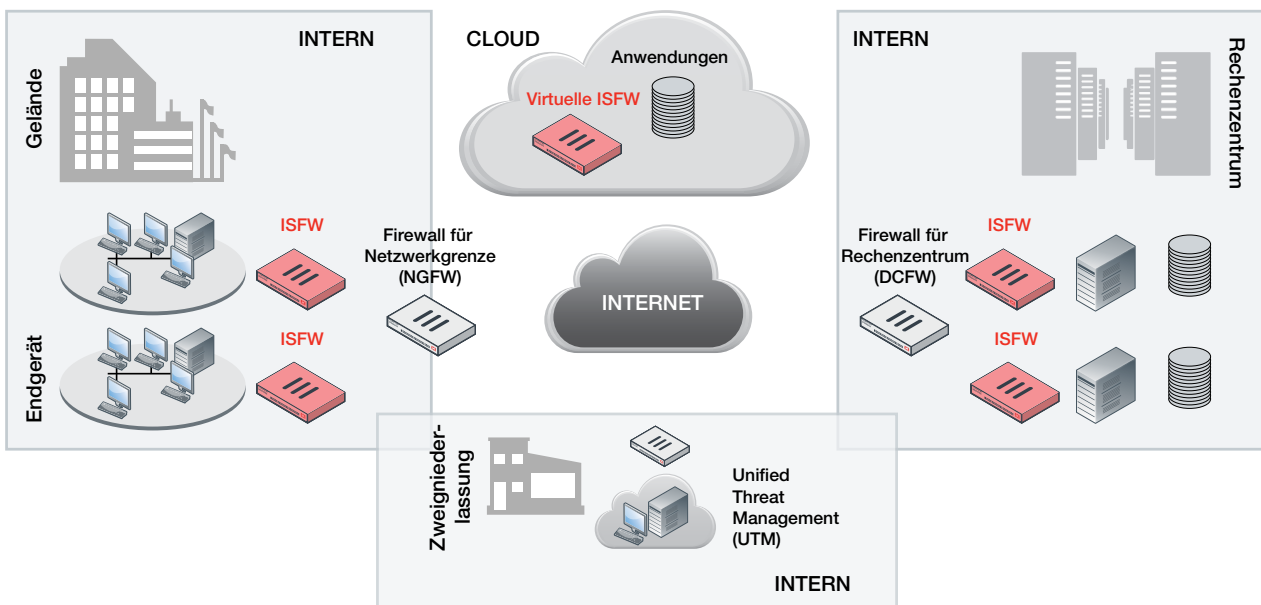 INTERN
Gelände
ISFW
Firewall für
Netzwerkgrenze
(NGFW)
Endgerät
ISFW
CLOUD
Anwendungen
Virtuelle ISFW
INTERNET
INTERN
Rechenzentrum
Firewall für
Rechenzentrum
(DCFW)
ISFW
ISFW
Zweignieder-
lassung
Unified
Threat
Management
(UTM)
INTERN